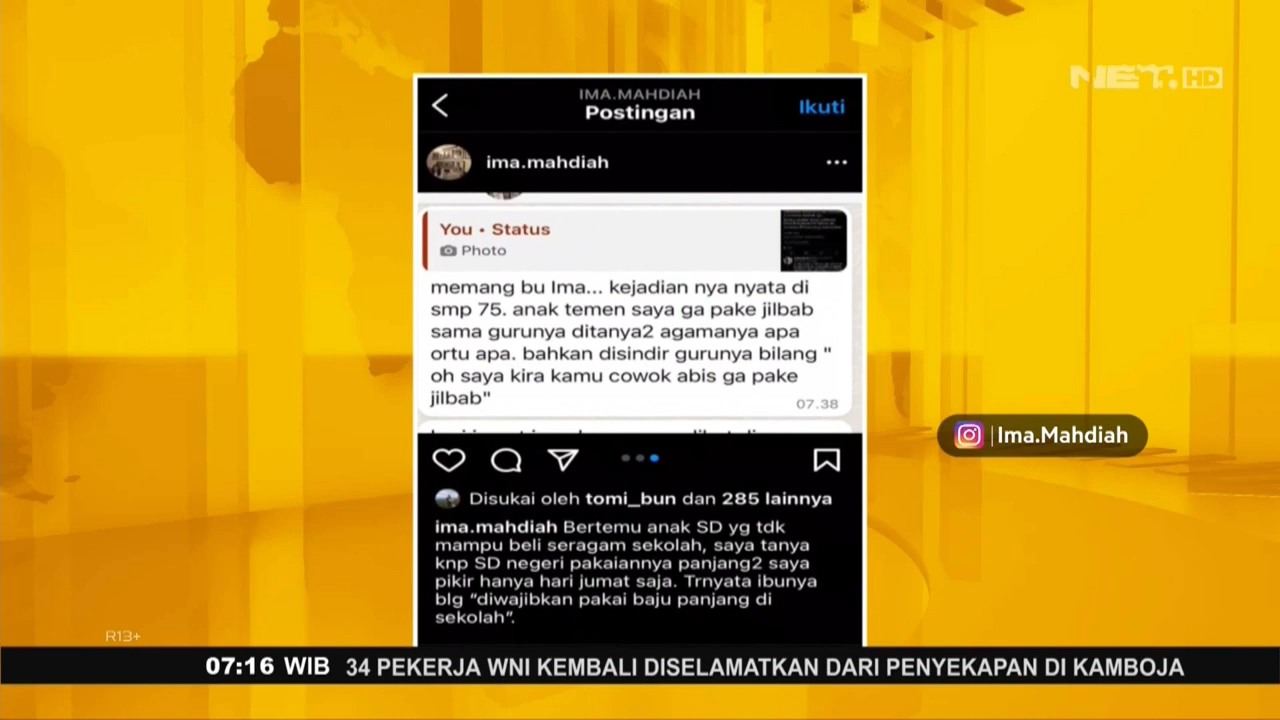 NET. HD
IMA.MAHDIAH
Postingan
Ikuti
ima.mahdiah
You • Status
Photo
memang bu Ima... kejadian nya nyata di
smp 75. anak temen saya ga pake jilbab
sama gurunya ditanya2 agamanya apa
ortu apa. bahkan disindir gurunya bilang "
oh saya kira kamu cowok abis ga pake
jilbab"
07.38
Ima.Mahdiah
Disukai oleh tomi_bun dan 285 lainnya
ima.mahdiah Bertemu anak SD yg tdk
mampu beli seragam sekolah, saya tanya
knp SD negeri pakaiannya panjang2 saya
pikir hanya hari jumat saja. Trnyata ibunya
blg “diwajibkan pakai baju panjang di
sekolah”.
R13+
07:16 WIB 34 PEKERJA WNI KEMBALI DISELAMATKAN DARI PENYEKAPAN DI KAMBOJA